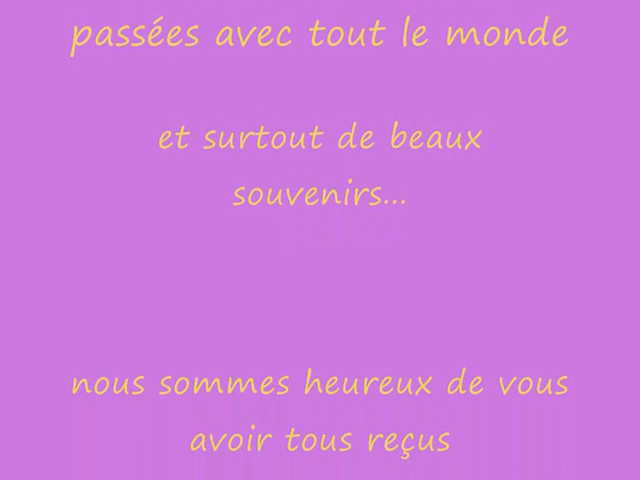 passées avec tout le monde
et surtout de beaux
souvenirs...
nous sommes heureux de vous
avoir tous reçus